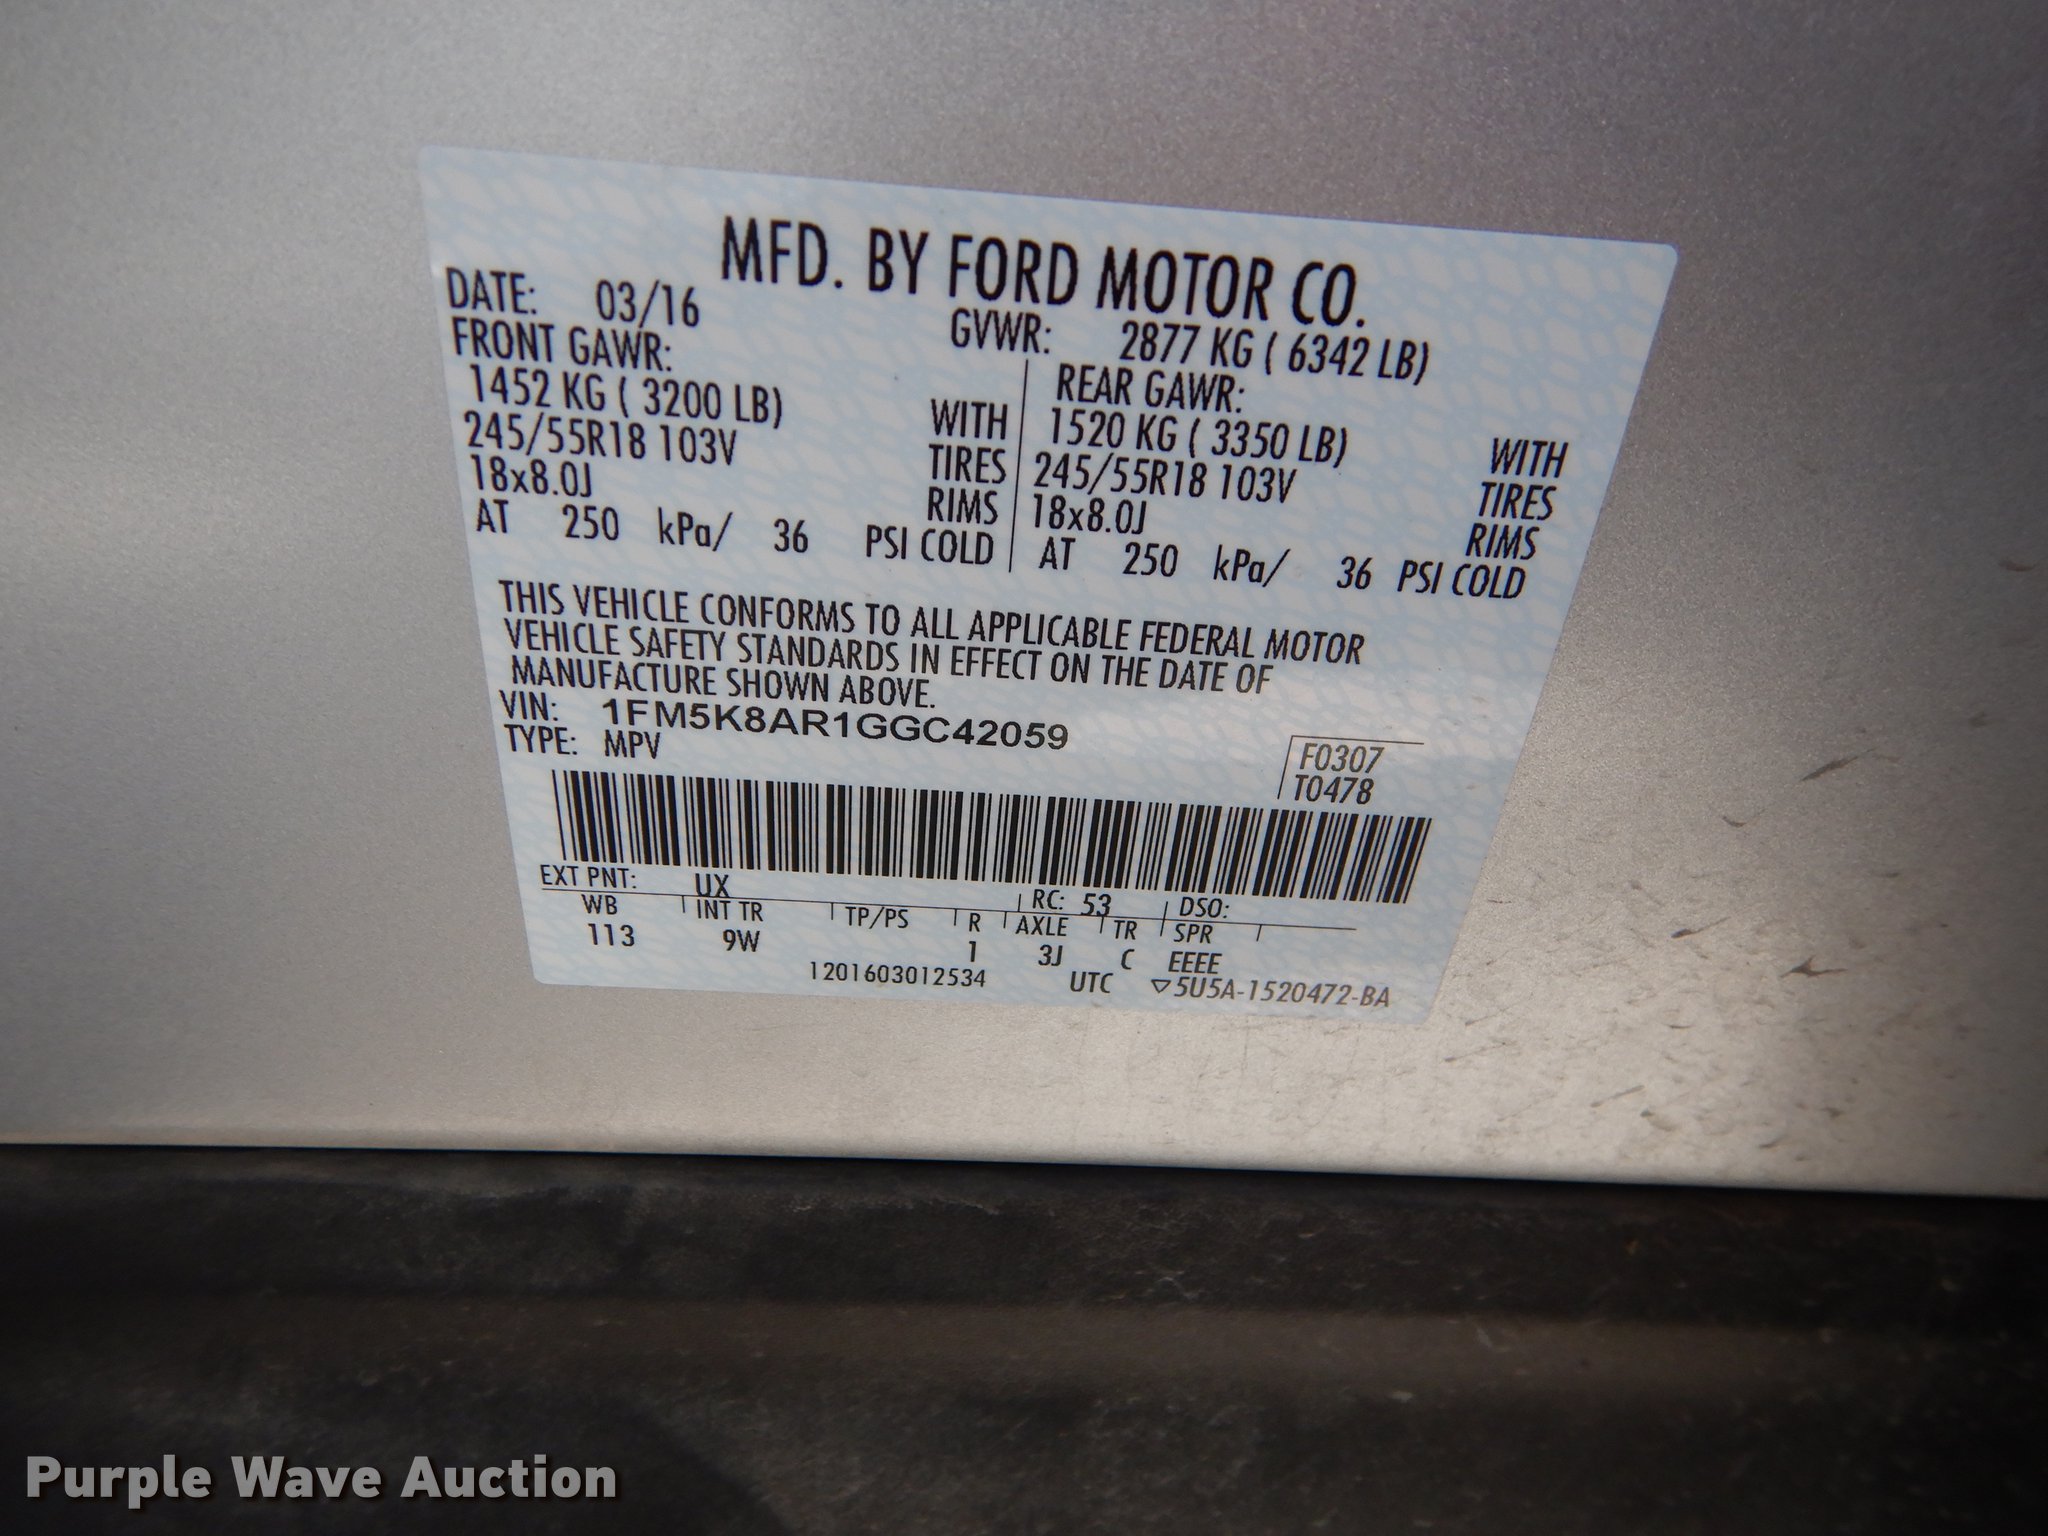 MFD. BY FORD MOTOR CO.
DATE: 03/16 GVWR: 2877 KG ( 6342 LB)
FRONT GAWR: REAR GAWR:
1452 KG ( 3200 LB) WITH 1520 KG ( 3350 LB) WITH
245/55R18 103V TIRES 245/55R18 103V TIRES
18x8.0J RIMS 18x8.0J RIMS
AT 250 kPa/ 36 PSI COLD AT 250 kPa/ 36 PSI COLD
THIS VEHICLE CONFORMS TO ALL APPLICABLE FEDERAL MOTOR
VEHICLE SAFETY STANDARDS IN EFFECT ON THE DATE OF
MANUFACTURE SHOWN ABOVE.
VIN: 1FM5K8AR1GGC42059
TYPE: MPV
F0307
T0478
EXT PNT: UX RC: 53 DSO:
WB INT TR TP/PS R AXLE TR SPR
113 9W 1 3J C EEEE
1201603012534 UTC ▽5U5A-1520472-BA
Purple Wave Auction